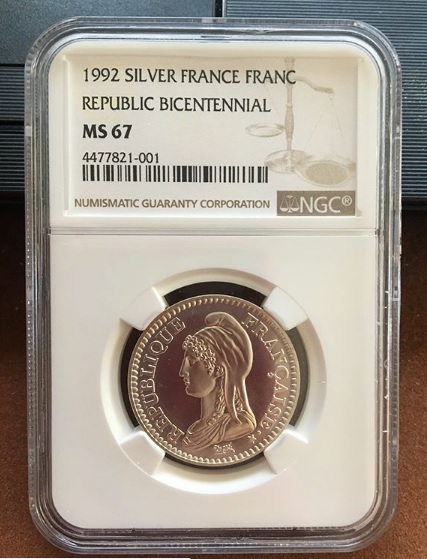 1992 SILVER FRANCE FRANC
REPUBLIC BICENTENNIAL
MS 67
4477821-001
NUMISMATIC GUARANTY CORPORATION
NGC®
REPUBLIQUE FRANÇAISE